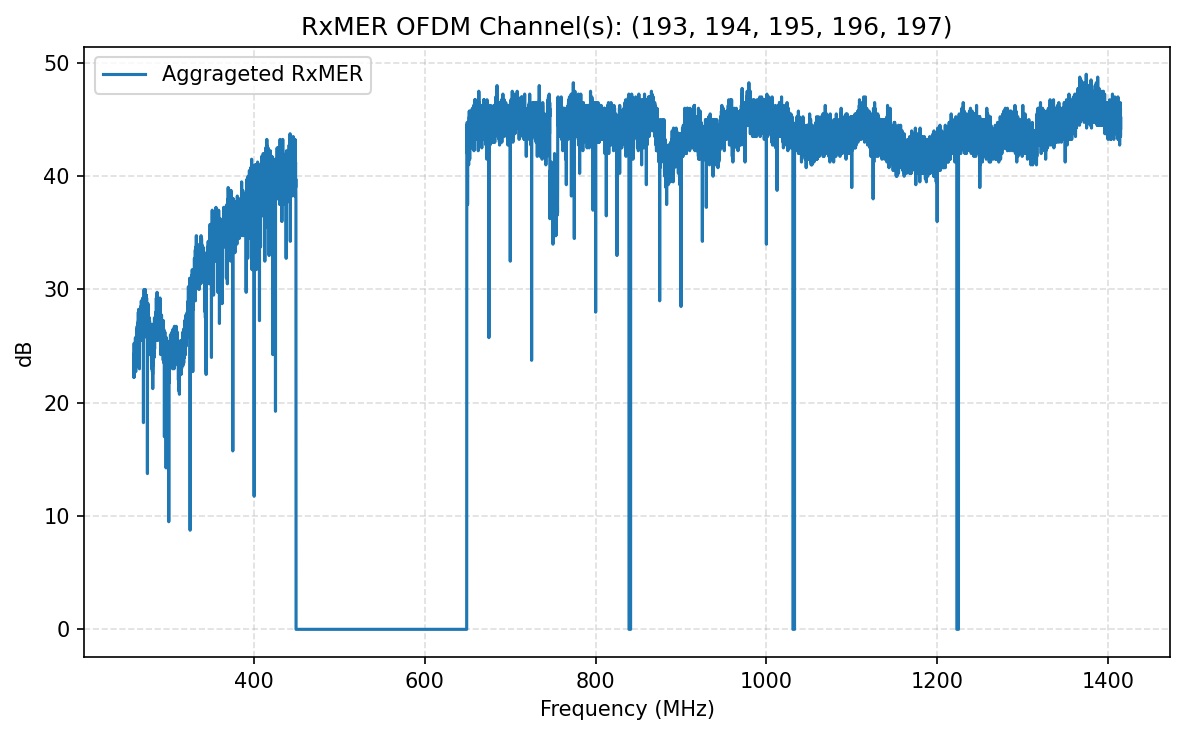 RxMER OFDM Channel(s): (193, 194, 195, 196, 197)
Aggrageted RxMER
50
40
30
20
10
0
dB
400 600 800 1000 1200 1400
Frequency (MHz)